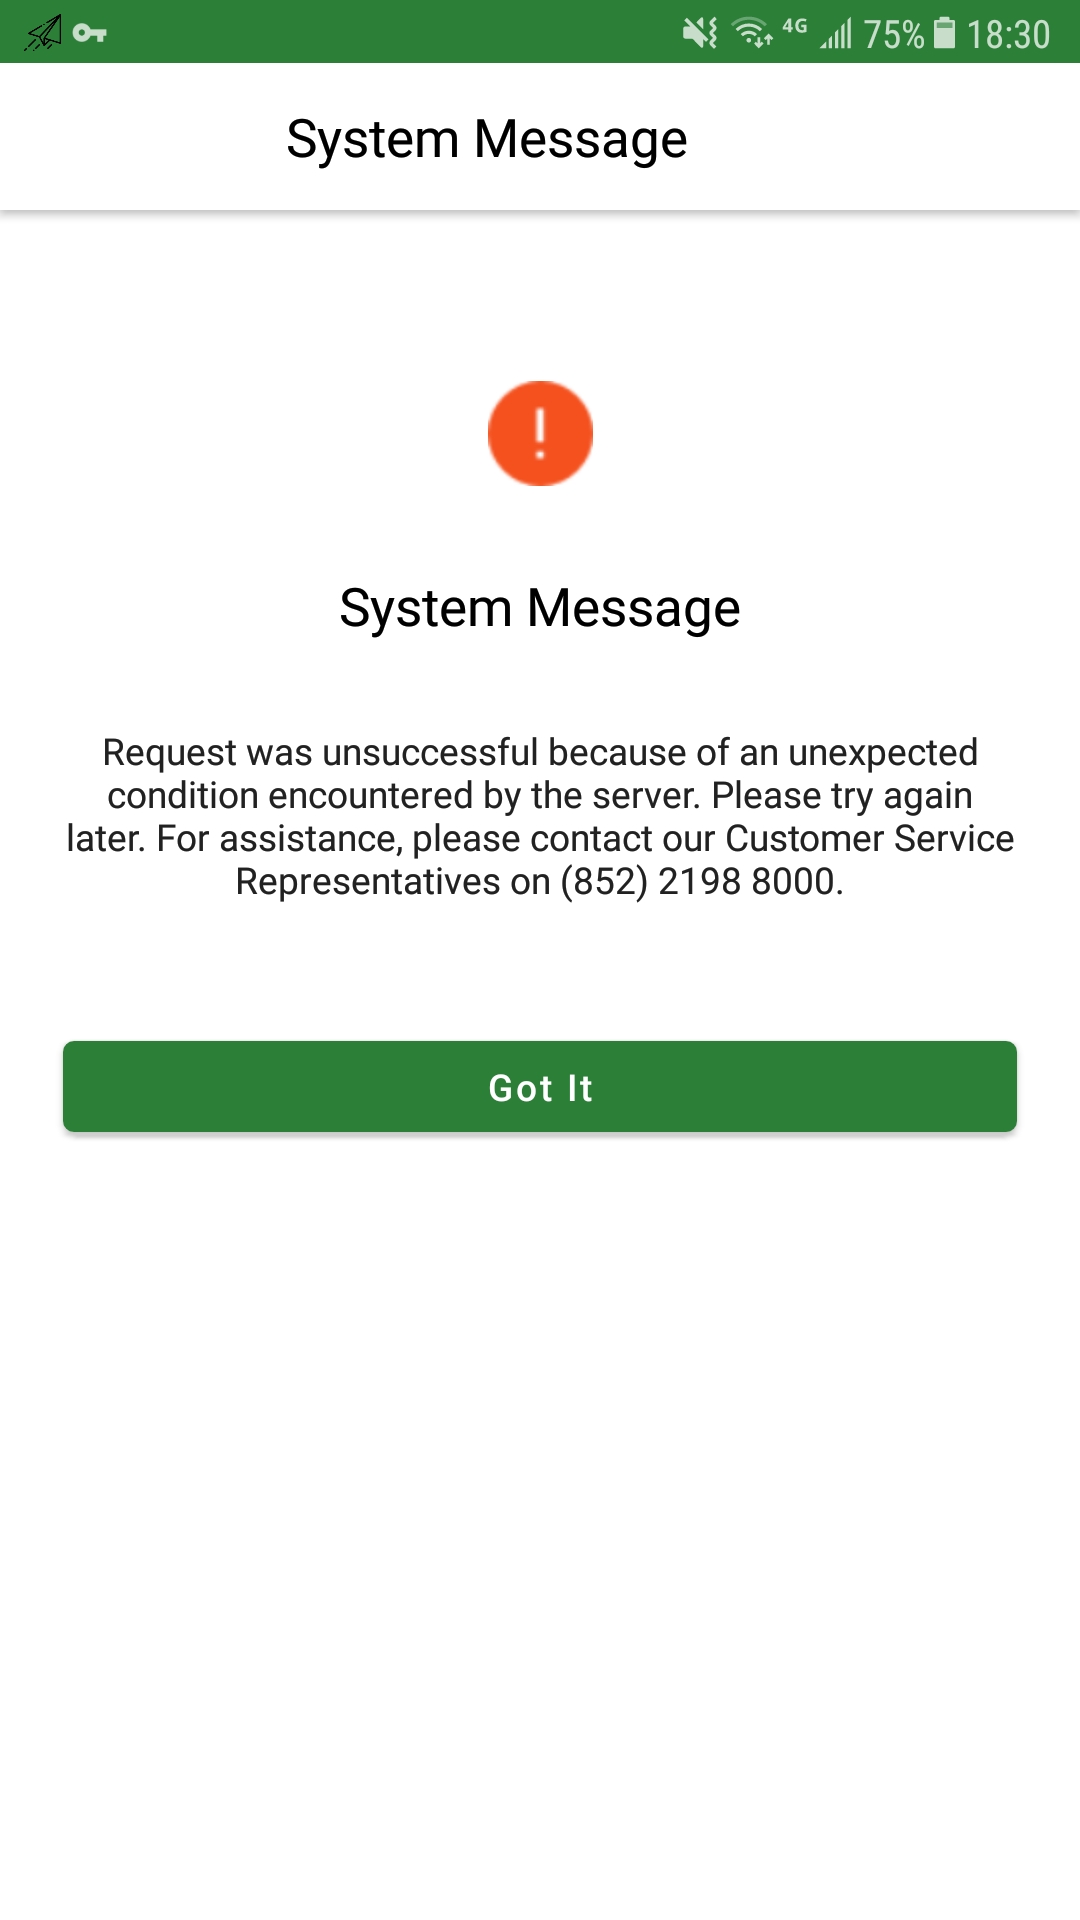 4G 75% 18:30
System Message
System Message
Request was unsuccessful because of an unexpected
condition encountered by the server. Please try again
later. For assistance, please contact our Customer Service
Representatives on (852) 2198 8000.
Got It